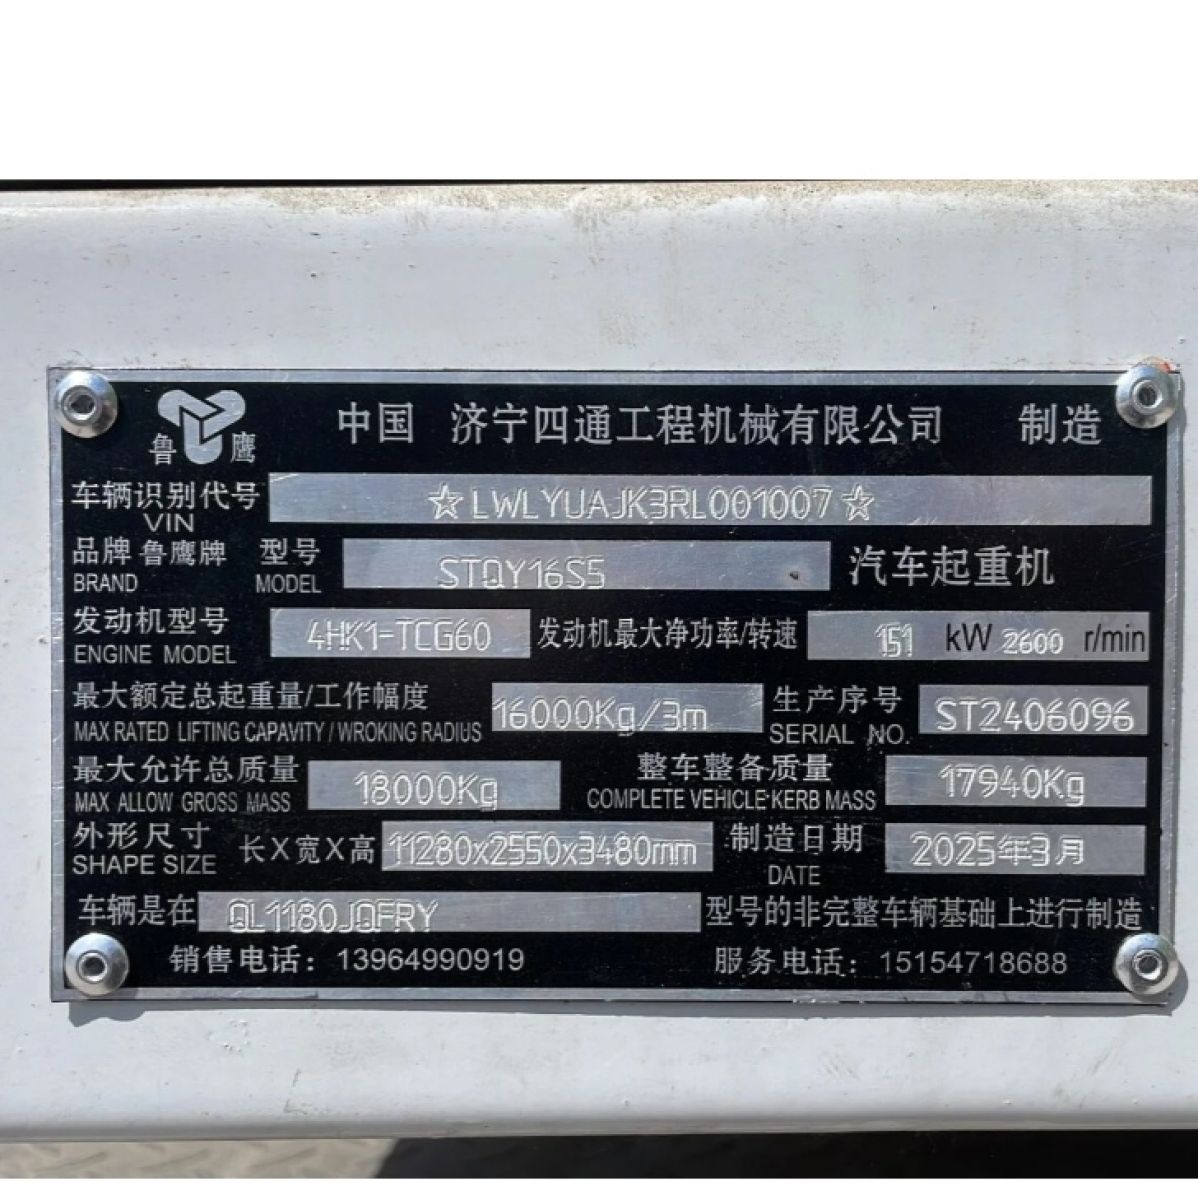 鲁鹰 中国 济宁四通工程机械有限公司 制造
车辆识别代号 ☆LWLYUAJK3RL001007☆
VIN
品牌 鲁鹰牌 型号 STQY16S5 汽车起重机
BRAND MODEL
发动机型号 4HK1-TCG60 发动机最大净功率/转速 151 kW 2600 r/min
ENGINE MODEL
最大额定总起重量/工作幅度 16000Kg/3m 生产序号 ST2406096
MAX RATED LIFTING CAPAVITY / WROKING RADIUS SERIAL NO.
最大允许总质量 18000Kg 整车整备质量 17940Kg
MAX ALLOW GROSS MASS COMPLETE VEHICLE KERB MASS
外形尺寸 长X宽X高 11280x2550x3480mm 制造日期 2025年3月
SHAPE SIZE DATE
车辆是在 QL1180JQFRY 型号的非完整车辆基础上进行制造
销售电话：13964990919 服务电话：15154718688